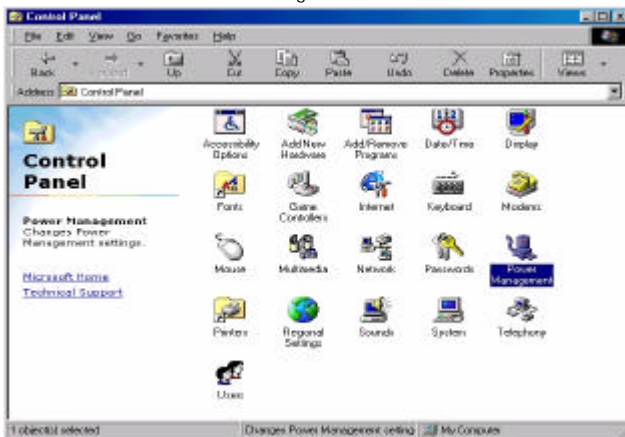 Control Panel
File Edit View Go Favorites Help
Back Forward Up Cut Copy Paste Undo Delete Properties Views
Address Control Panel
Control Panel
Power Management
Changes Power
Management settings.
Microsoft Home
Technical Support
Accessibility Options
Add New Hardware
Add/Remove Programs
Date/Time
Display
Fonts
Game Controllers
Internet
Keyboard
Modems
Mouse
Multimedia
Network
Passwords
Power Management
Printers
Regional Settings
Sounds
System
Telephony
Users
1 object(s) selected
Changes Power Management setting
My Computer